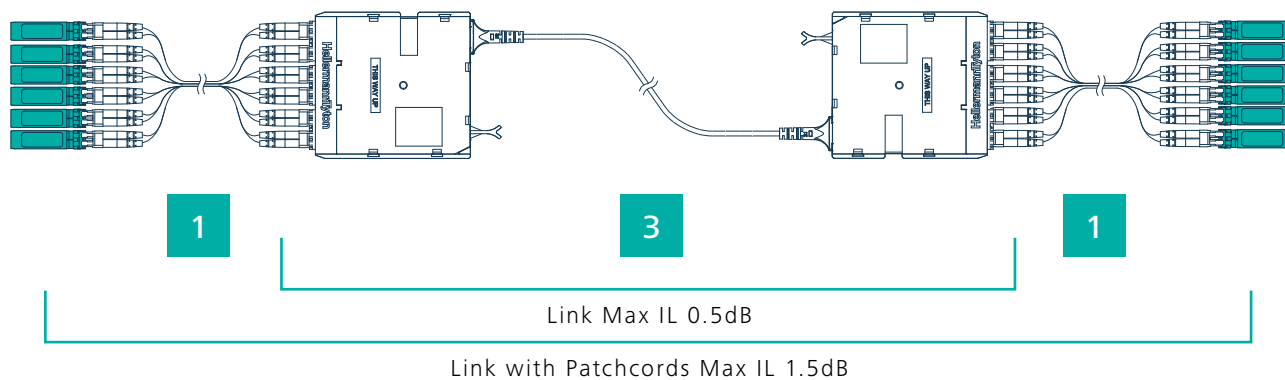 HellermannTyton
THIS WAY UP
THIS WAY UP
HellermannTyton
1
3
1
Link Max IL 0.5dB
Link with Patchcords Max IL 1.5dB